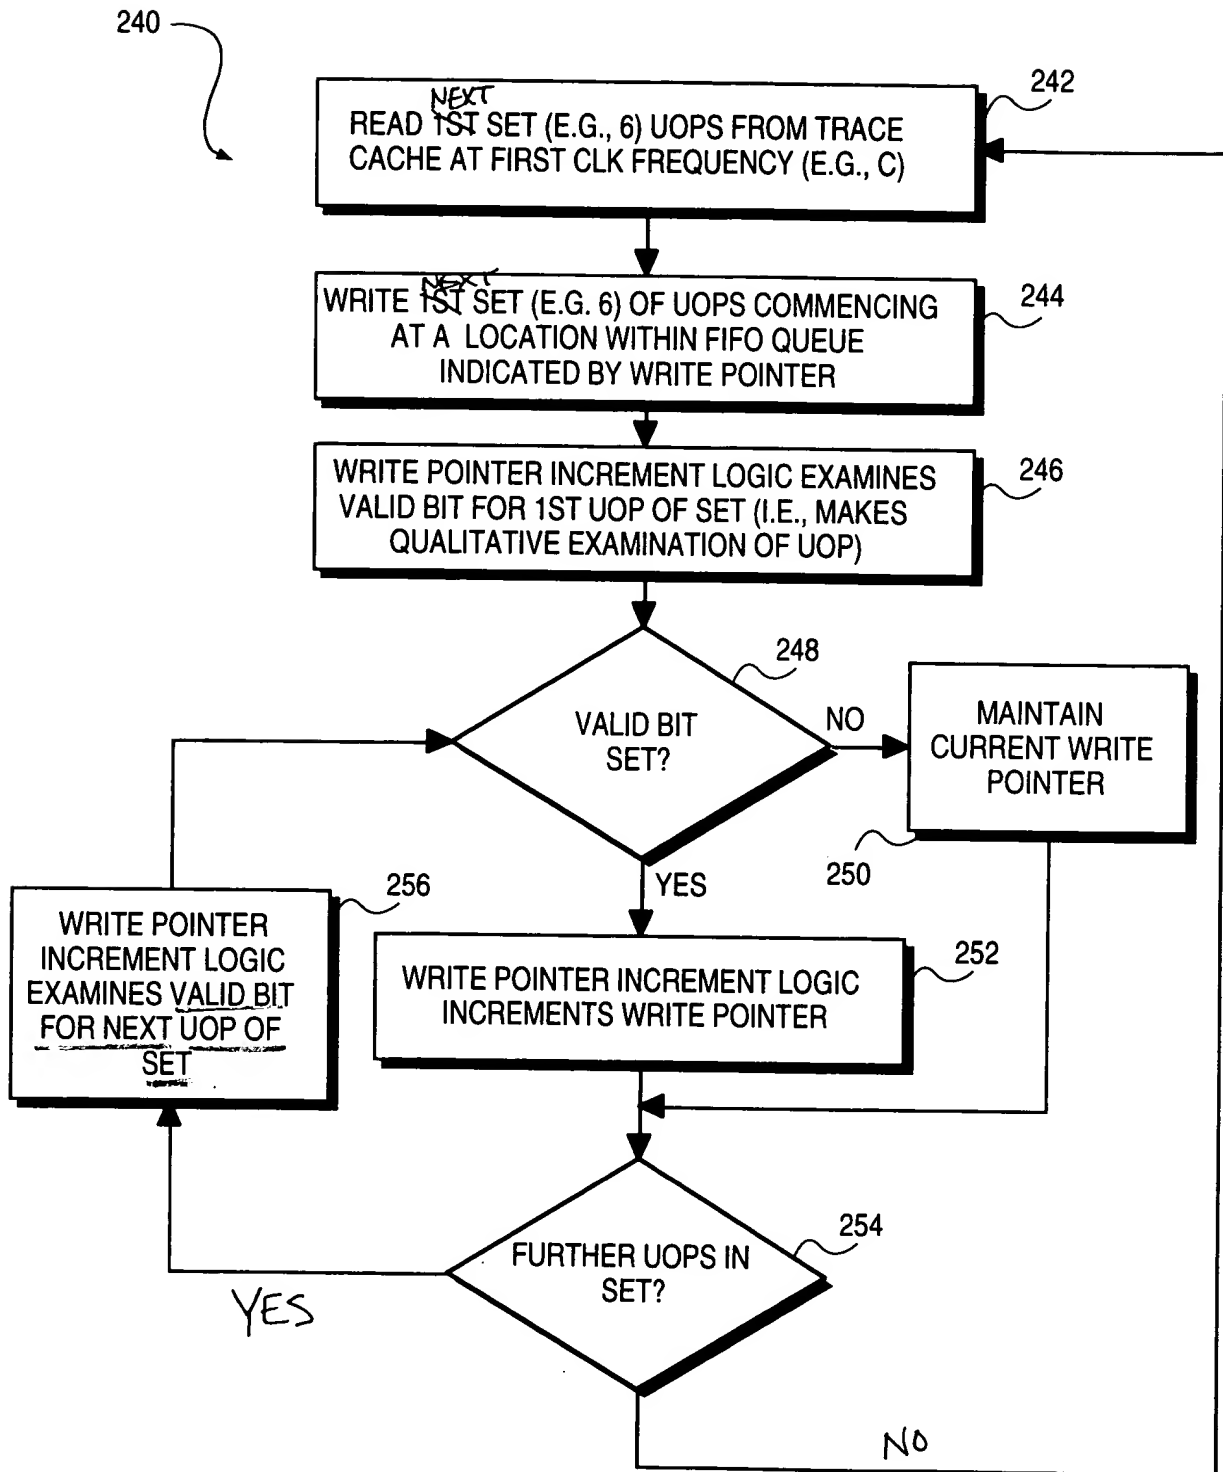 240
242
NEXT
READ 1ST SET (E.G., 6) UOPS FROM TRACE
CACHE AT FIRST CLK FREQUENCY (E.G., C)
244
NEXT
WRITE 1ST SET (E.G. 6) OF UOPS COMMENCING
AT A LOCATION WITHIN FIFO QUEUE
INDICATED BY WRITE POINTER
246
WRITE POINTER INCREMENT LOGIC EXAMINES
VALID BIT FOR 1ST UOP OF SET (I.E., MAKES
QUALITATIVE EXAMINATION OF UOP)
248
VALID BIT
SET?
NO
MAINTAIN
CURRENT WRITE
POINTER
250
YES
256
WRITE POINTER
INCREMENT LOGIC
EXAMINES VALID BIT
FOR NEXT UOP OF
SET
252
WRITE POINTER INCREMENT LOGIC
INCREMENTS WRITE POINTER
254
FURTHER UOPS IN
SET?
YES
NO